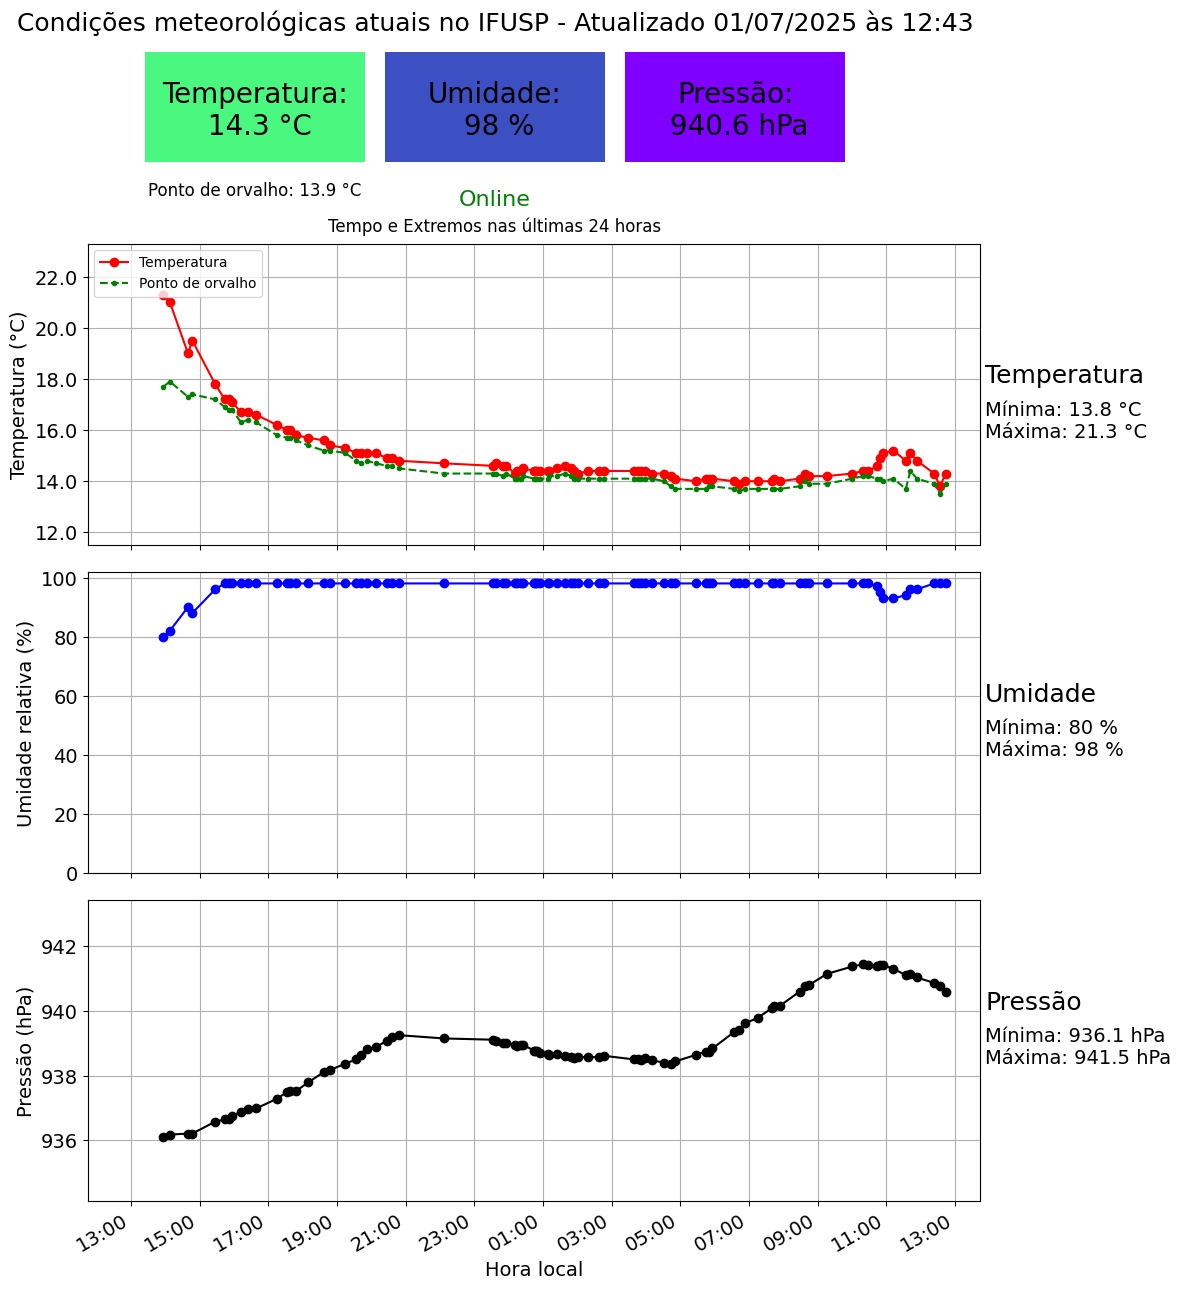 Condições meteorológicas atuais no IFUSP - Atualizado 01/07/2025 às 12:43
Temperatura:
14.3 °C
Umidade:
98 %
Pressão:
940.6 hPa
Ponto de orvalho: 13.9 °C
Online
Tempo e Extremos nas últimas 24 horas
Temperatura
Ponto de orvalho
Temperatura (°C)
22.0
20.0
18.0
16.0
14.0
12.0
Temperatura
Mínima: 13.8 °C
Máxima: 21.3 °C
Umidade relativa (%)
100
80
60
40
20
0
Umidade
Mínima: 80 %
Máxima: 98 %
Pressão (hPa)
942
940
938
936
Pressão
Mínima: 936.1 hPa
Máxima: 941.5 hPa
13:00
15:00
17:00
19:00
21:00
23:00
01:00
03:00
05:00
07:00
09:00
11:00
13:00
Hora local